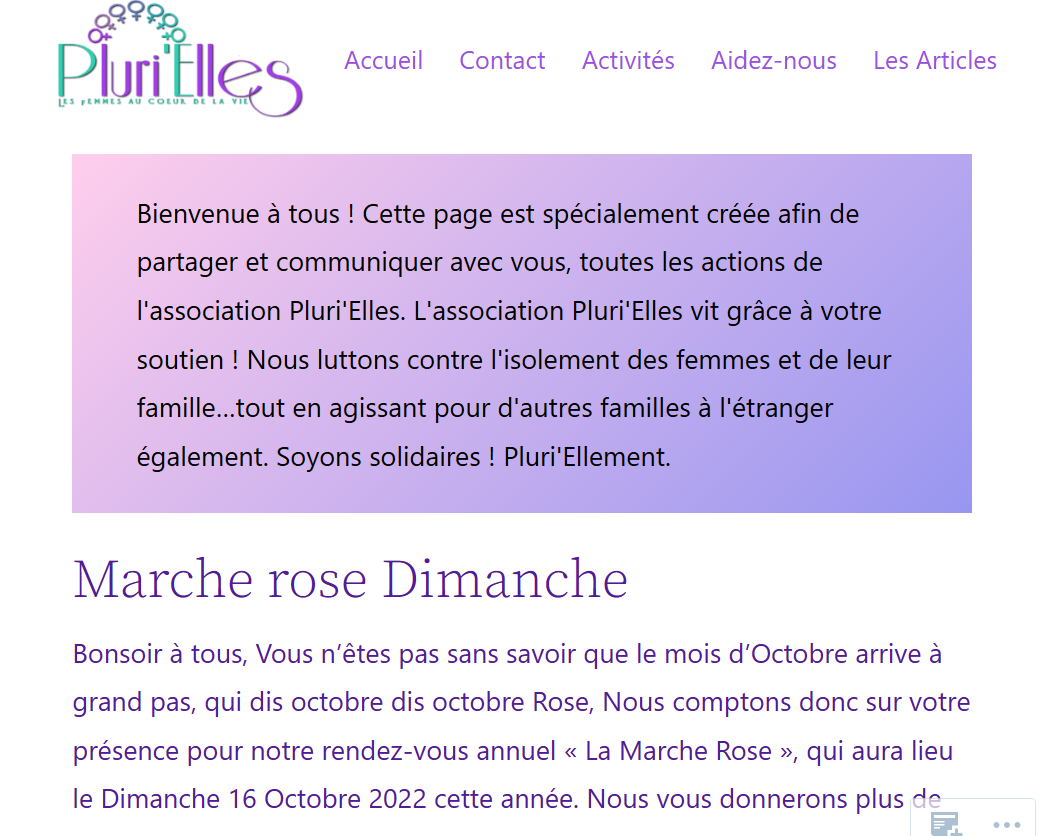 Pluri'Elles
Les femmes au coeur de la vie
Accueil Contact Activités Aidez-nous Les Articles
Bienvenue à tous ! Cette page est spécialement créée afin de
partager et communiquer avec vous, toutes les actions de
l'association Pluri'Elles. L'association Pluri'Elles vit grâce à votre
soutien ! Nous luttons contre l'isolement des femmes et de leur
famille...tout en agissant pour d'autres familles à l'étranger
également. Soyons solidaires ! Pluri'Ellement.
Marche rose Dimanche
Bonsoir à tous, Vous n’êtes pas sans savoir que le mois d’Octobre arrive à
grand pas, qui dis octobre dis octobre Rose, Nous comptons donc sur votre
présence pour notre rendez-vous annuel « La Marche Rose », qui aura lieu
le Dimanche 16 Octobre 2022 cette année. Nous vous donnerons plus de